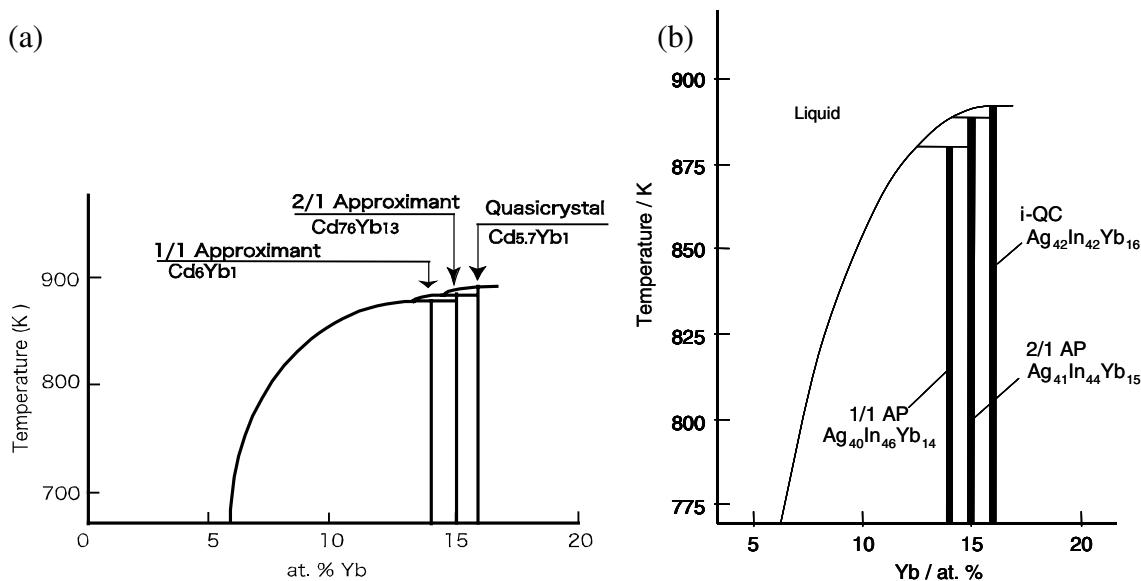 (a)
2/1 Approximant
Cd76Yb13
Quasicrystal
Cd5.7Yb1
1/1 Approximant
Cd6Yb1
900
800
700
Temperature (K)
0
5
10
15
20
at. % Yb
(b)
900
875
850
825
800
775
Temperature / K
Liquid
i-QC
Ag42In42Yb16
2/1 AP
Ag41In44Yb15
1/1 AP
Ag40In46Yb14
5
10
15
20
Yb / at. %